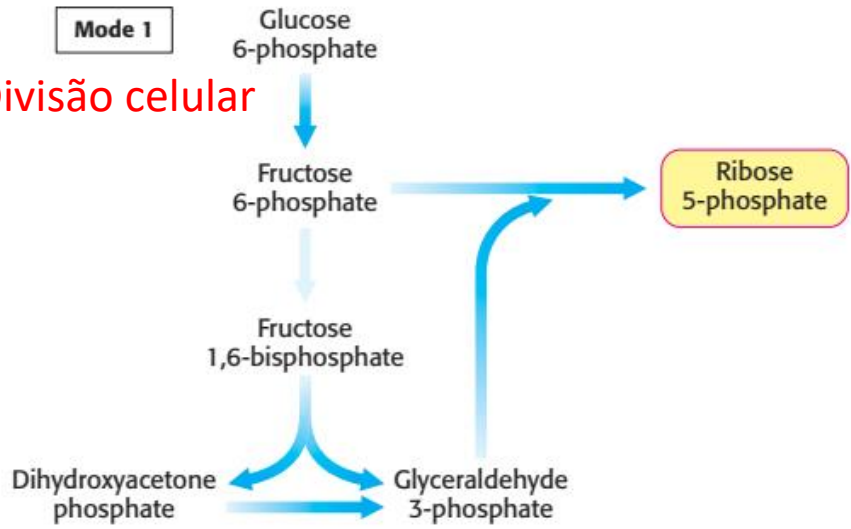 Mode 1
Glucose
6-phosphate
ivisão celular
Fructose
6-phosphate
Ribose
5-phosphate
Fructose
1,6-bisphosphate
Dihydroxyacetone
phosphate
Glyceraldehyde
3-phosphate